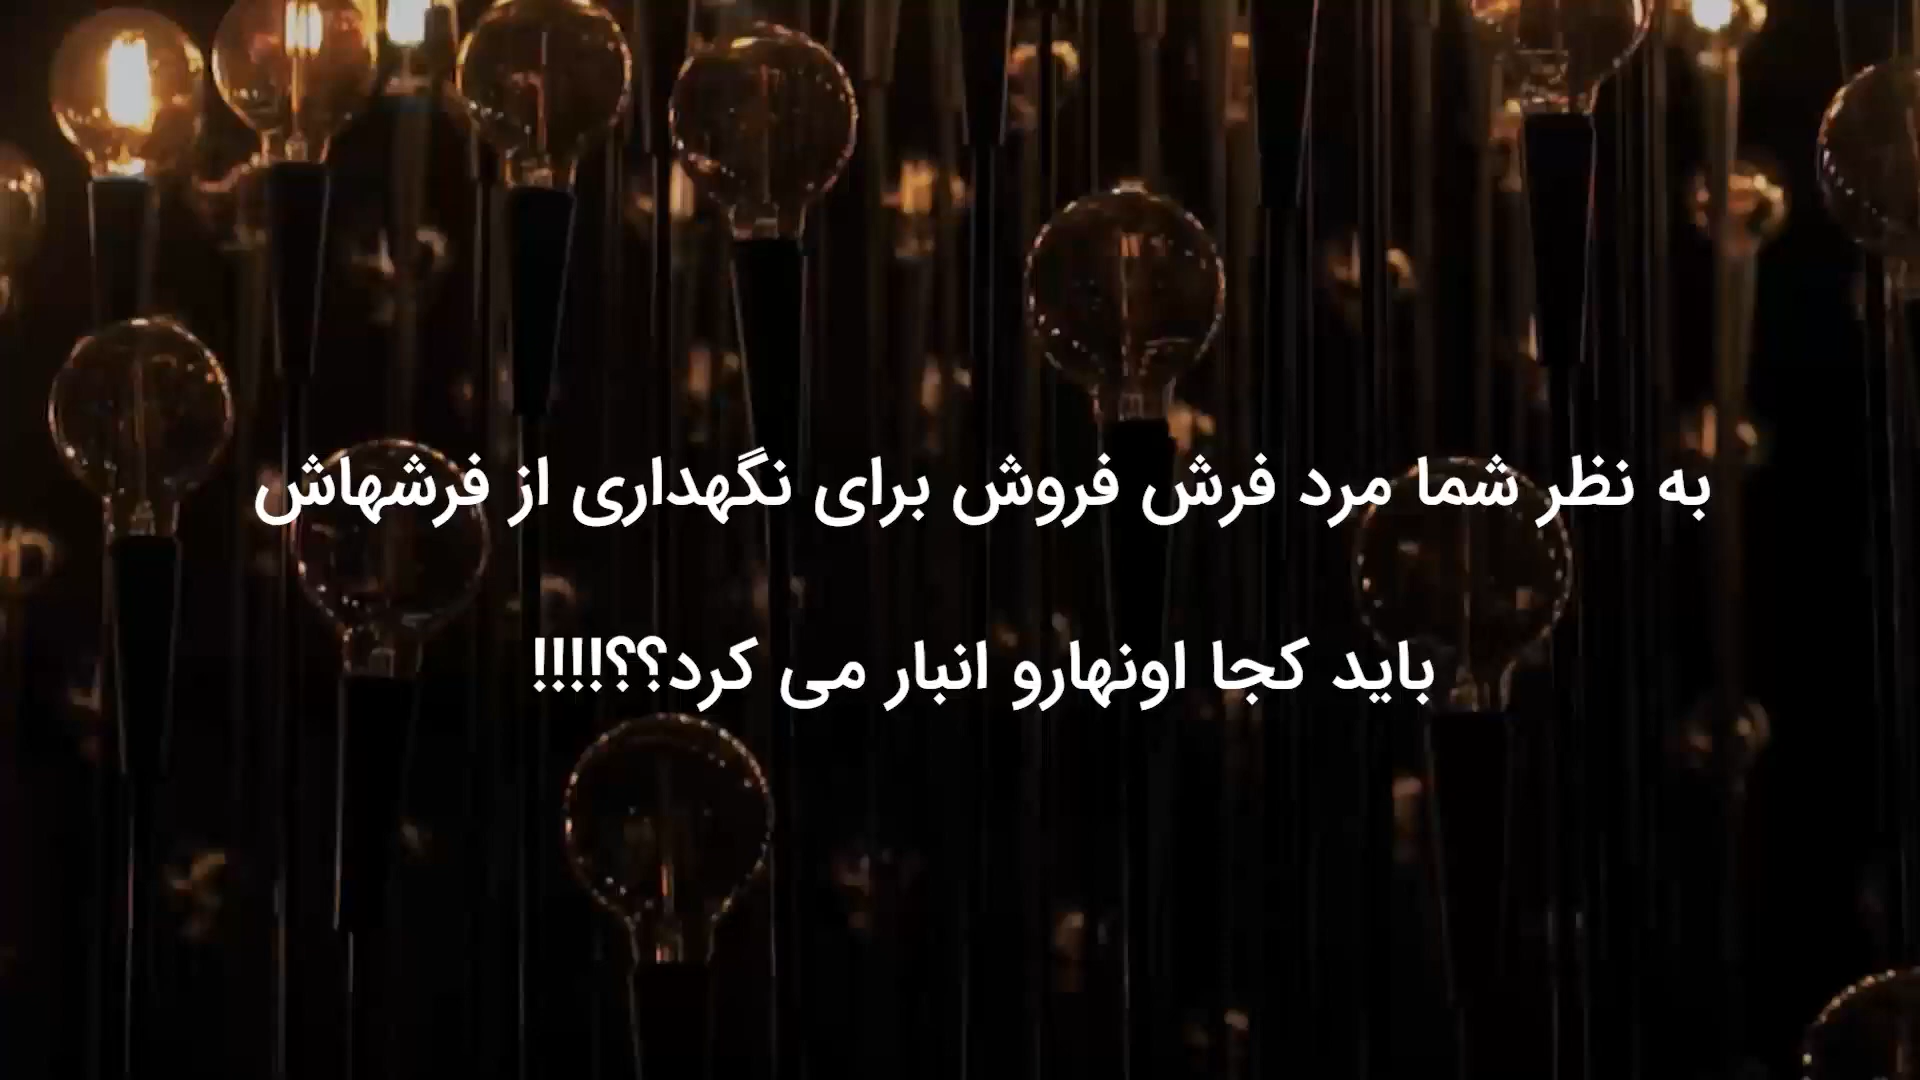 به نظر شما مرد فرش فروش برای نگهداری از فرشهاش
باید کجا اونهارو انبار می کرد؟؟!!!!